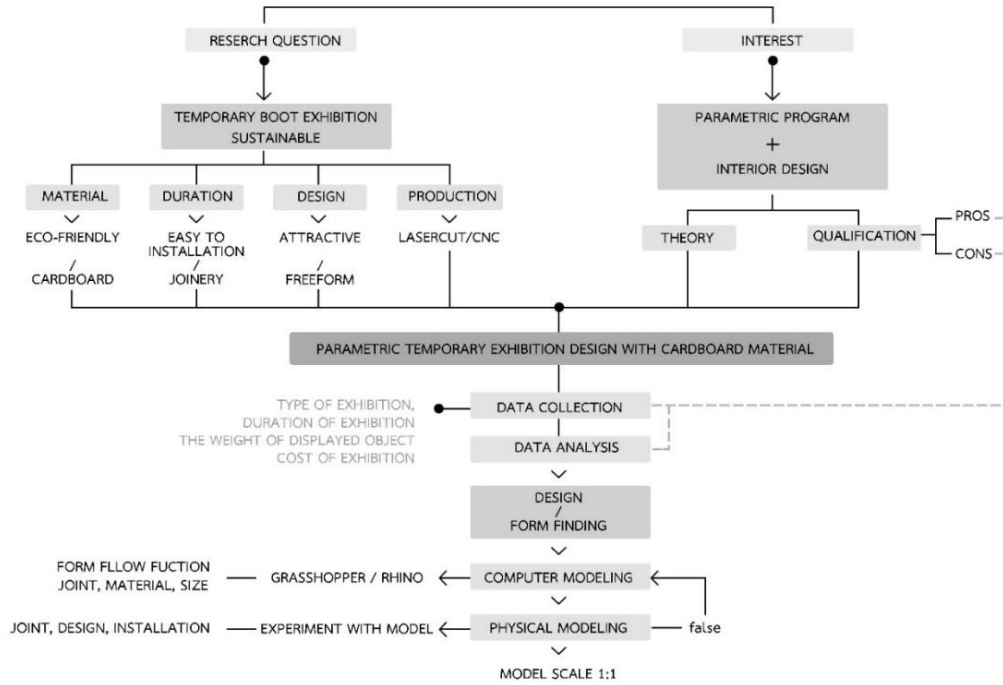 RESERCH QUESTION
INTEREST
TEMPORARY BOOT EXHIBITION
SUSTAINABLE
PARAMETRIC PROGRAM
+
INTERIOR DESIGN
MATERIAL
DURATION
DESIGN
PRODUCTION
ECO-FRIENDLY
/
CARDBOARD
EASY TO
INSTALLATION
/
JOINERY
ATTRACTIVE
/
FREEFORM
LASERCUT/CNC
THEORY
QUALIFICATION
PROS
CONS
PARAMETRIC TEMPORARY EXHIBITION DESIGN WITH CARDBOARD MATERIAL
TYPE OF EXHIBITION,
DURATION OF EXHIBITION
THE WEIGHT OF DISPLAYED OBJECT
COST OF EXHIBITION
DATA COLLECTION
DATA ANALYSIS
DESIGN
/
FORM FINDING
FORM FLLOW FUCTION
JOINT, MATERIAL, SIZE
GRASSHOPPER / RHINO
COMPUTER MODELING
JOINT, DESIGN, INSTALLATION
EXPERIMENT WITH MODEL
PHYSICAL MODELING
false
MODEL SCALE 1:1